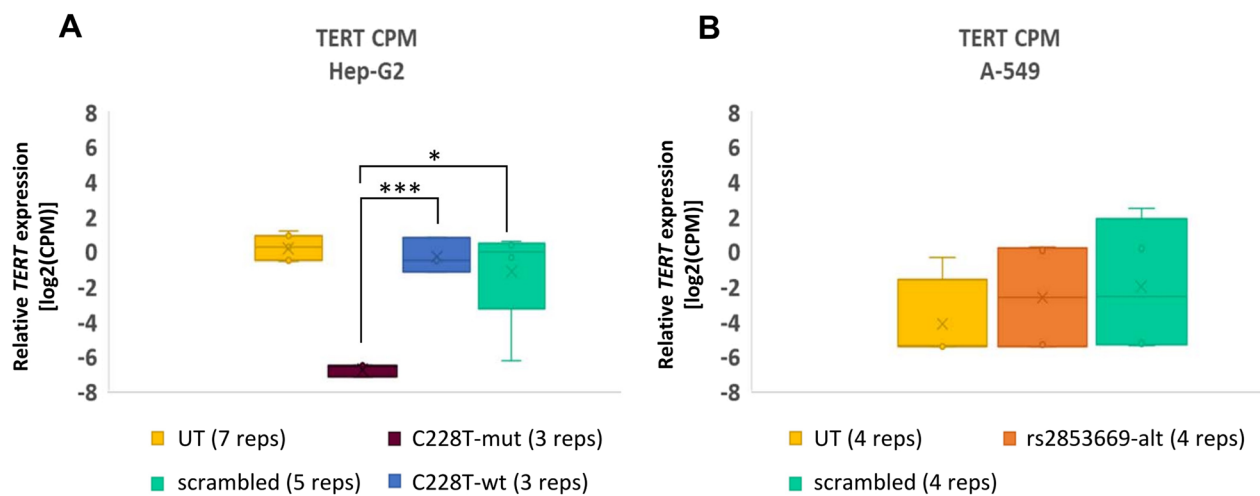 A
TERT CPM
Hep-G2
Relative TERT expression
[log2(CPM)]
8
6
4
2
0
-2
-4
-6
-8
*
***
UT (7 reps)
C228T-mut (3 reps)
scrambled (5 reps)
C228T-wt (3 reps)
B
TERT CPM
A-549
Relative TERT expression
[log2(CPM)]
8
6
4
2
0
-2
-4
-6
-8
UT (4 reps)
rs2853669-alt (4 reps)
scrambled (4 reps)